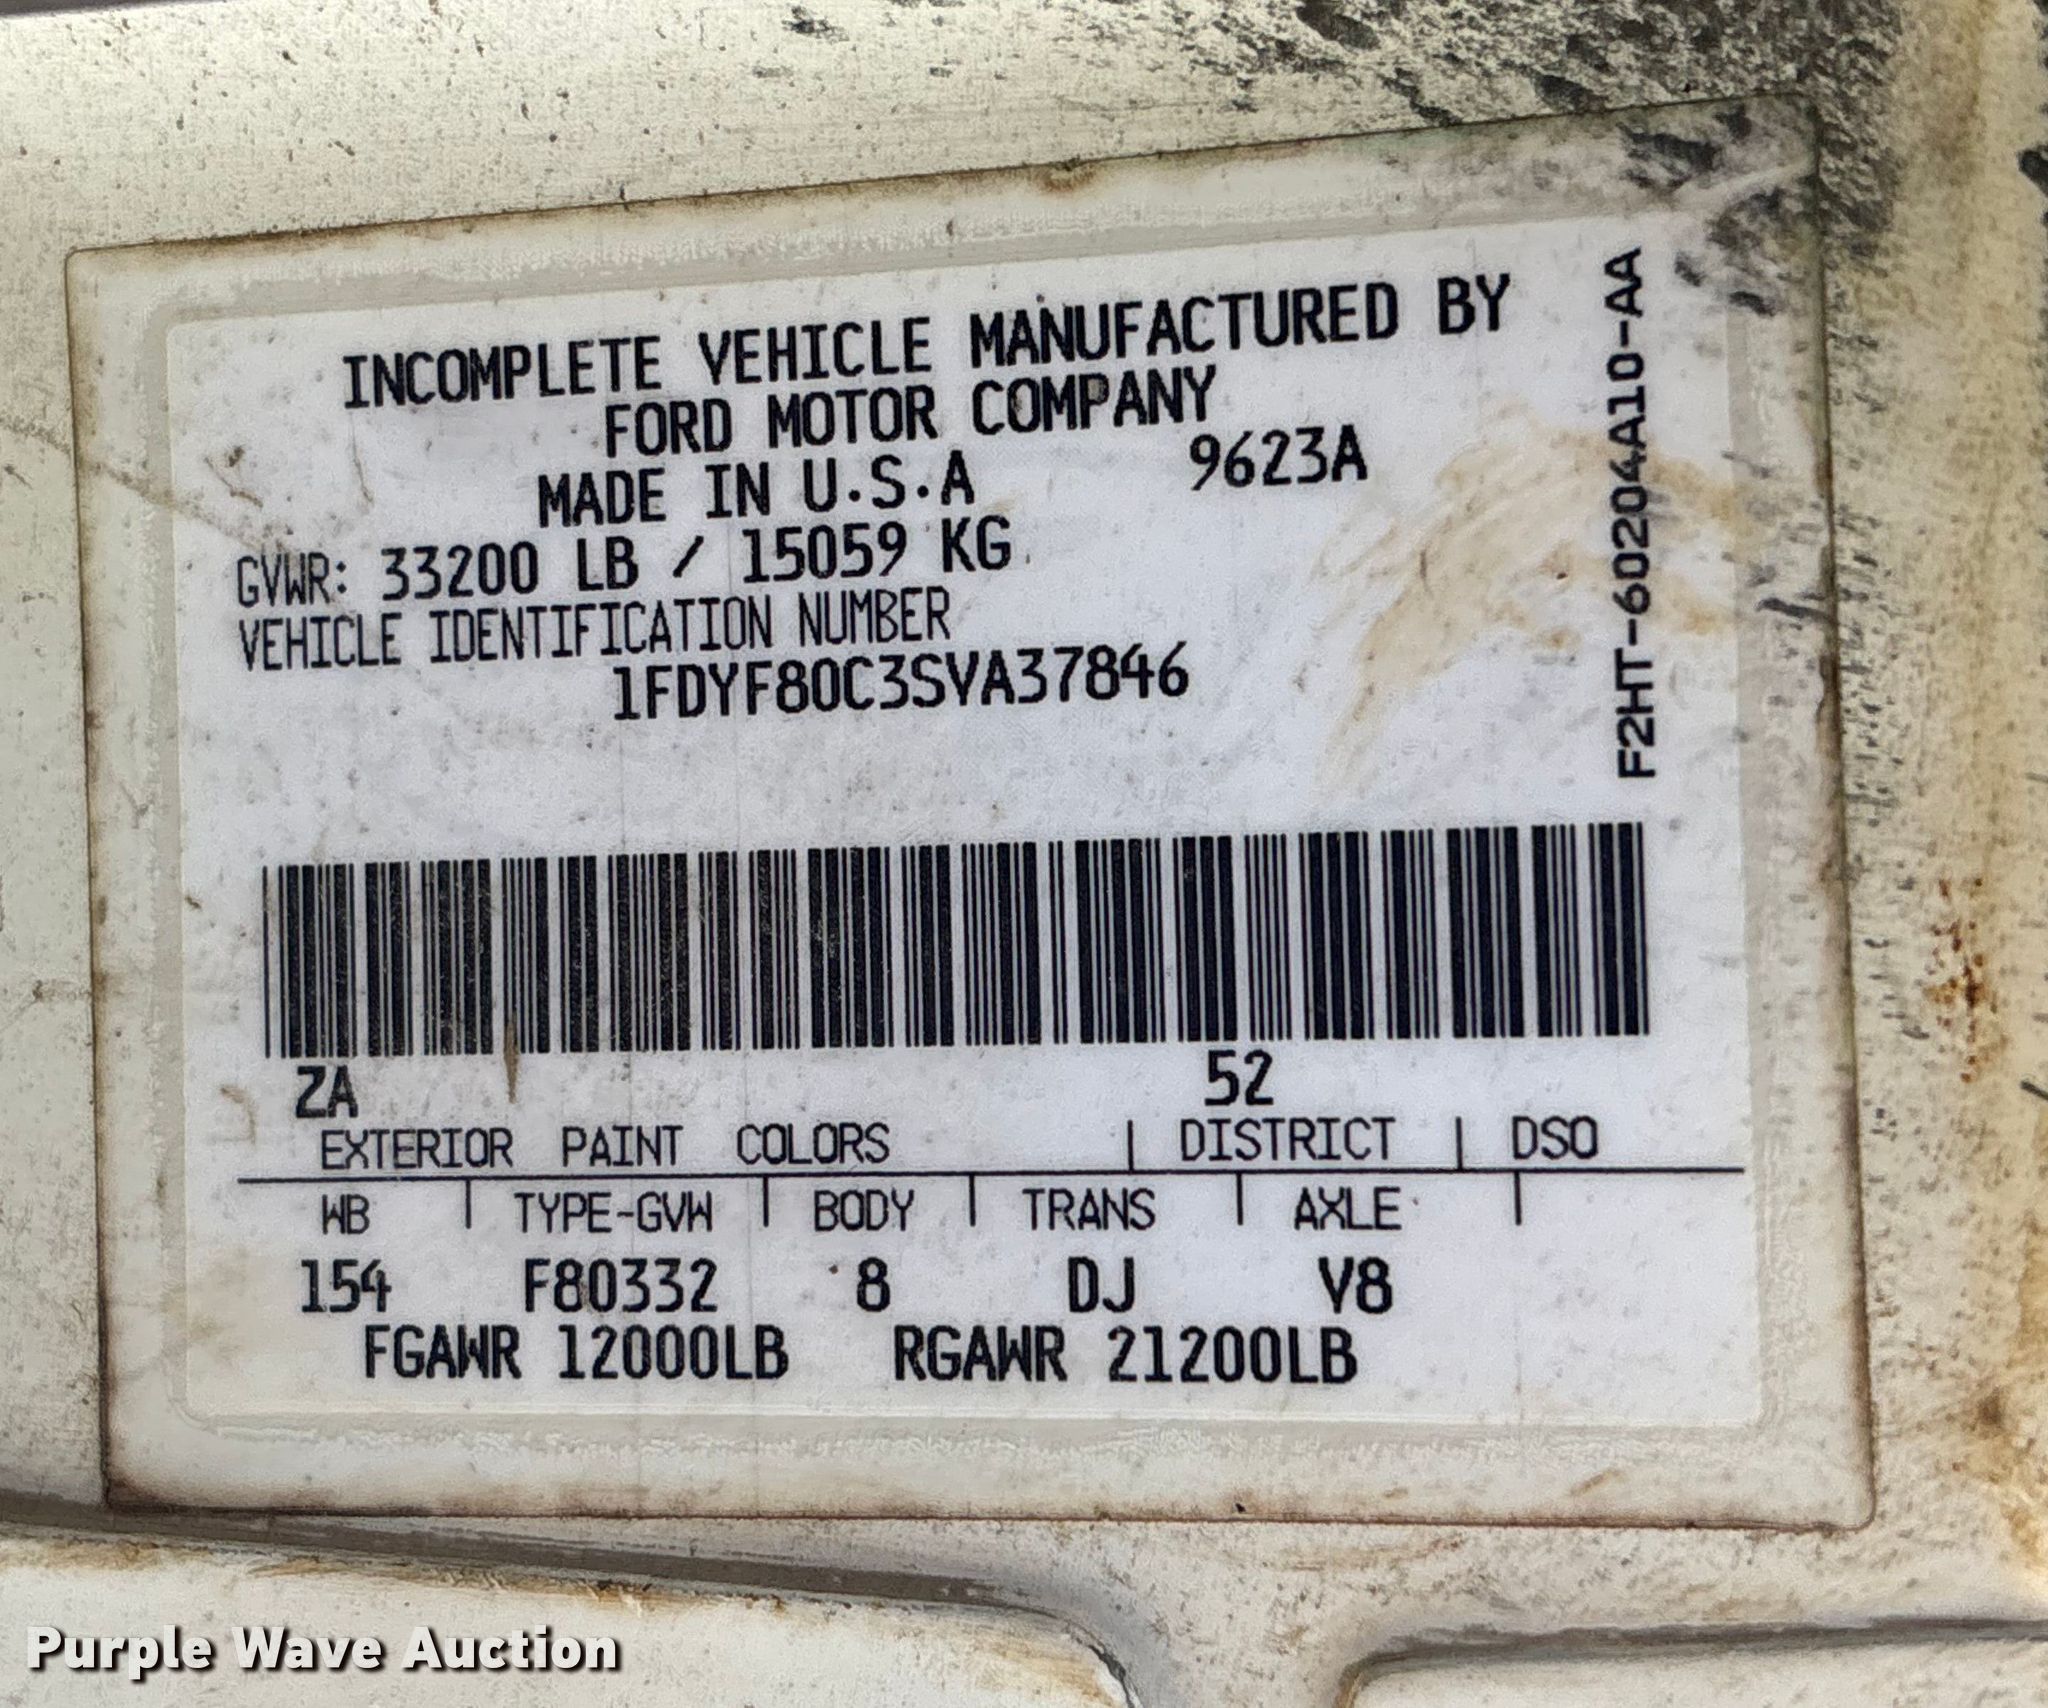 INCOMPLETE VEHICLE MANUFACTURED BY
FORD MOTOR COMPANY
MADE IN U.S.A 9623A
GVWR: 33200 LB / 15059 KG
VEHICLE IDENTIFICATION NUMBER
1FDYF80C3SVA37846
F2HT-60204A10-AA
ZA 52
EXTERIOR PAINT COLORS | DISTRICT | DSO
WB | TYPE-GVW | BODY | TRANS | AXLE |
154 F80332 8 DJ V8
FGAWR 12000LB RGAWR 21200LB
Purple Wave Auction